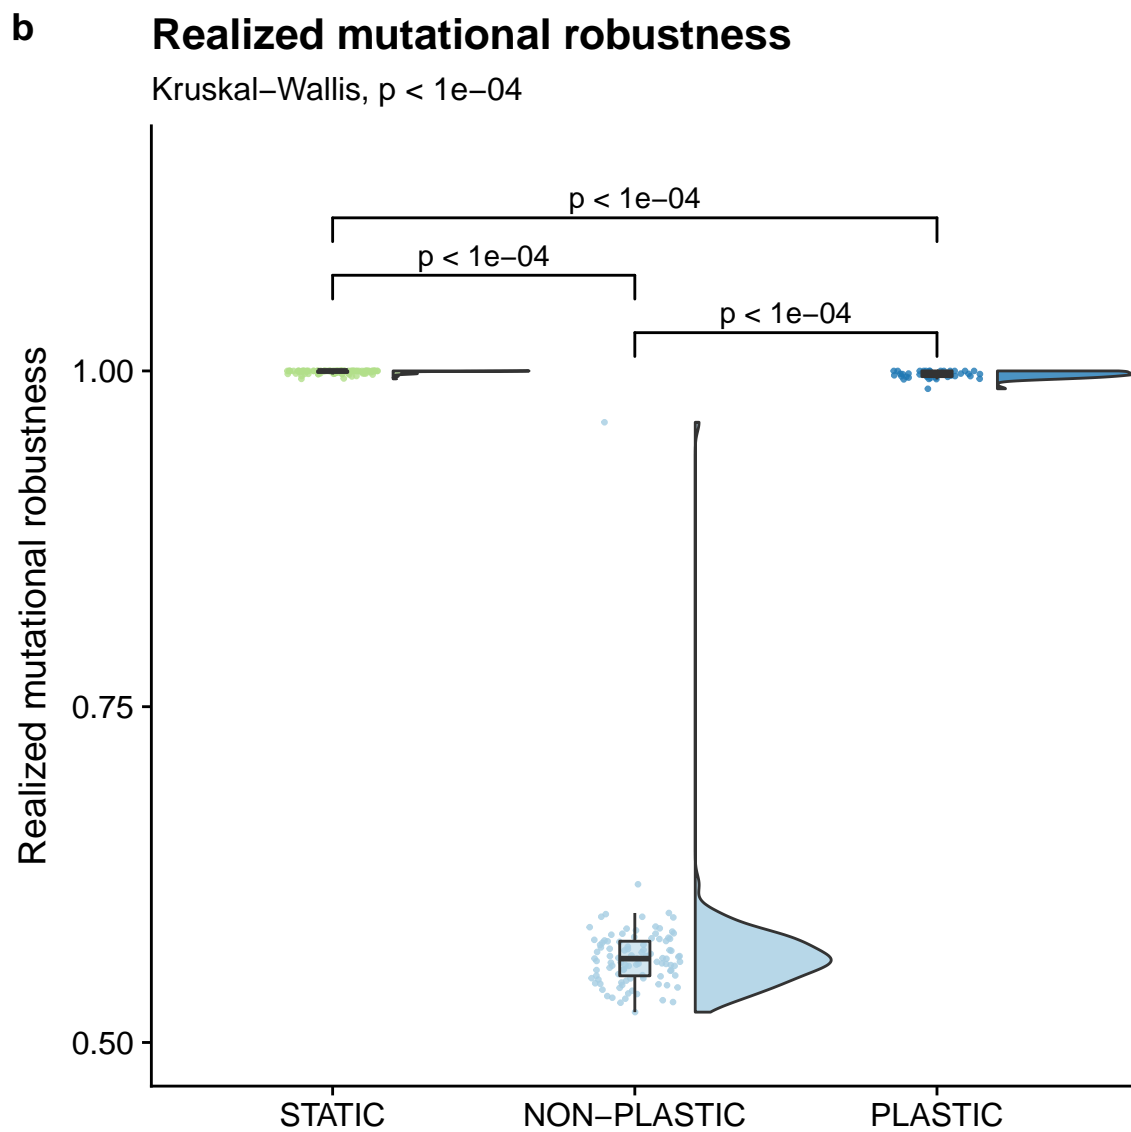 b
Realized mutational robustness
Kruskal−Wallis, p < 1e−04
p < 1e−04
p < 1e−04
p < 1e−04
Realized mutational robustness
1.00
0.75
0.50
STATIC
NON−PLASTIC
PLASTIC